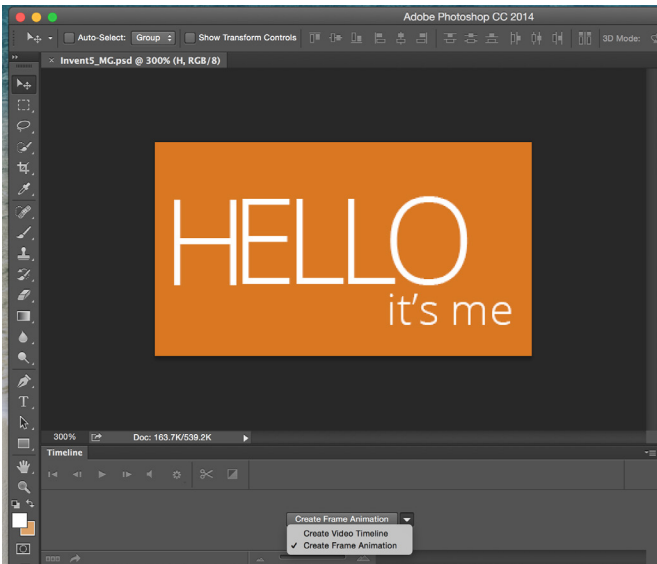 Adobe Photoshop CC 2014
Auto-Select: Group Show Transform Controls 3D Mode:
× Invent5_MG.psd @ 300% (H, RGB/8)
HELLO
it's me
300% Doc: 163.7K/539.2K
Timeline
Create Frame Animation
Create Video Timeline
✓ Create Frame Animation